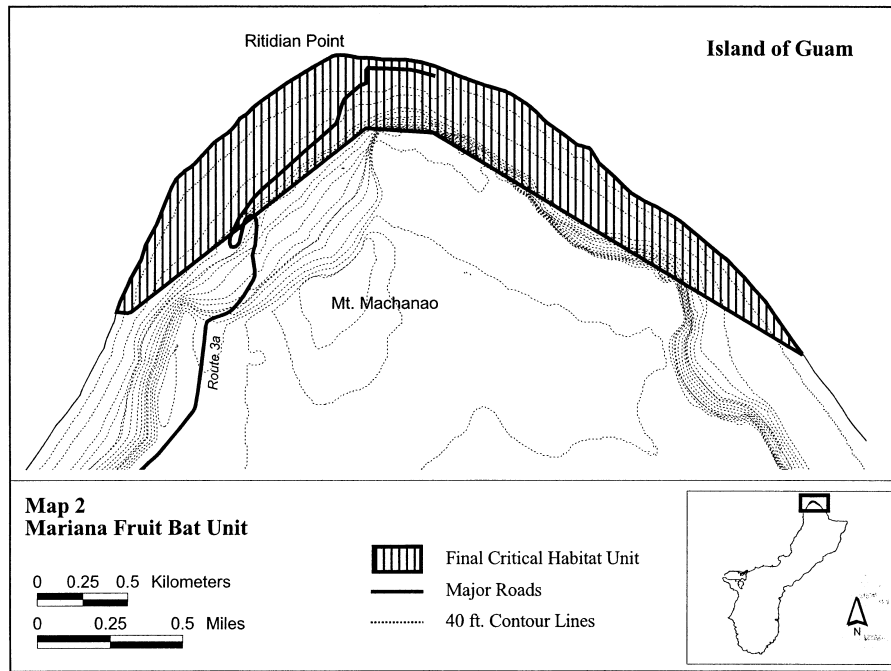 Ritidian Point
Island of Guam
Mt. Machanao
Route 3a
Map 2
Mariana Fruit Bat Unit
0 0.25 0.5 Kilometers
0 0.25 0.5 Miles
Final Critical Habitat Unit
Major Roads
40 ft. Contour Lines
N